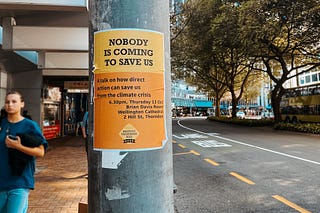 NOBODY
IS COMING
TO SAVE US
A talk on how direct
action can save us
from the climate crisis
6.30pm, Thursday 13
Brian Davis Room
Wellington Cathedral
2 Hill St, Thorndon